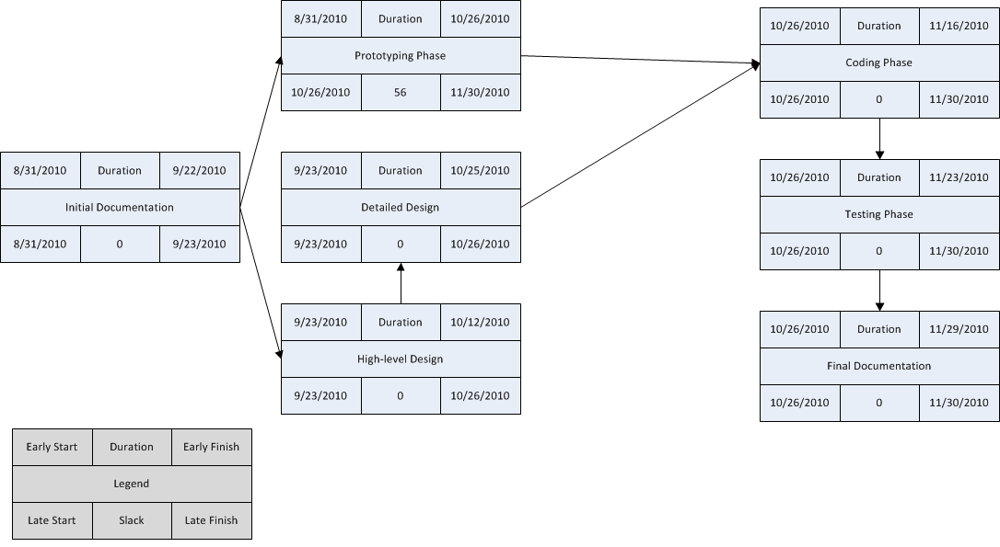 8/31/2010 Duration 10/26/2010
Prototyping Phase
10/26/2010 56 11/30/2010
10/26/2010 Duration 11/16/2010
Coding Phase
10/26/2010 0 11/30/2010
8/31/2010 Duration 9/22/2010
Initial Documentation
8/31/2010 0 9/23/2010
9/23/2010 Duration 10/25/2010
Detailed Design
9/23/2010 0 10/26/2010
10/26/2010 Duration 11/23/2010
Testing Phase
10/26/2010 0 11/30/2010
9/23/2010 Duration 10/12/2010
High-level Design
9/23/2010 0 10/26/2010
10/26/2010 Duration 11/29/2010
Final Documentation
10/26/2010 0 11/30/2010
Early Start Duration Early Finish
Legend
Late Start Slack Late Finish